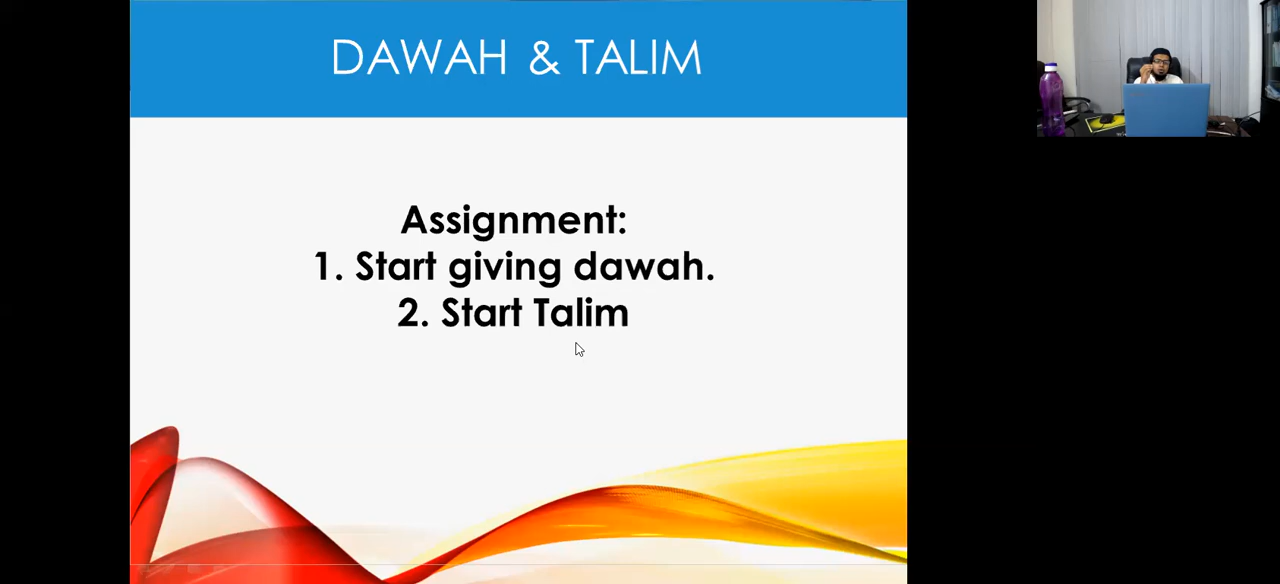 DAWAH & TALIM
Assignment:
1. Start giving dawah.
2. Start Talim